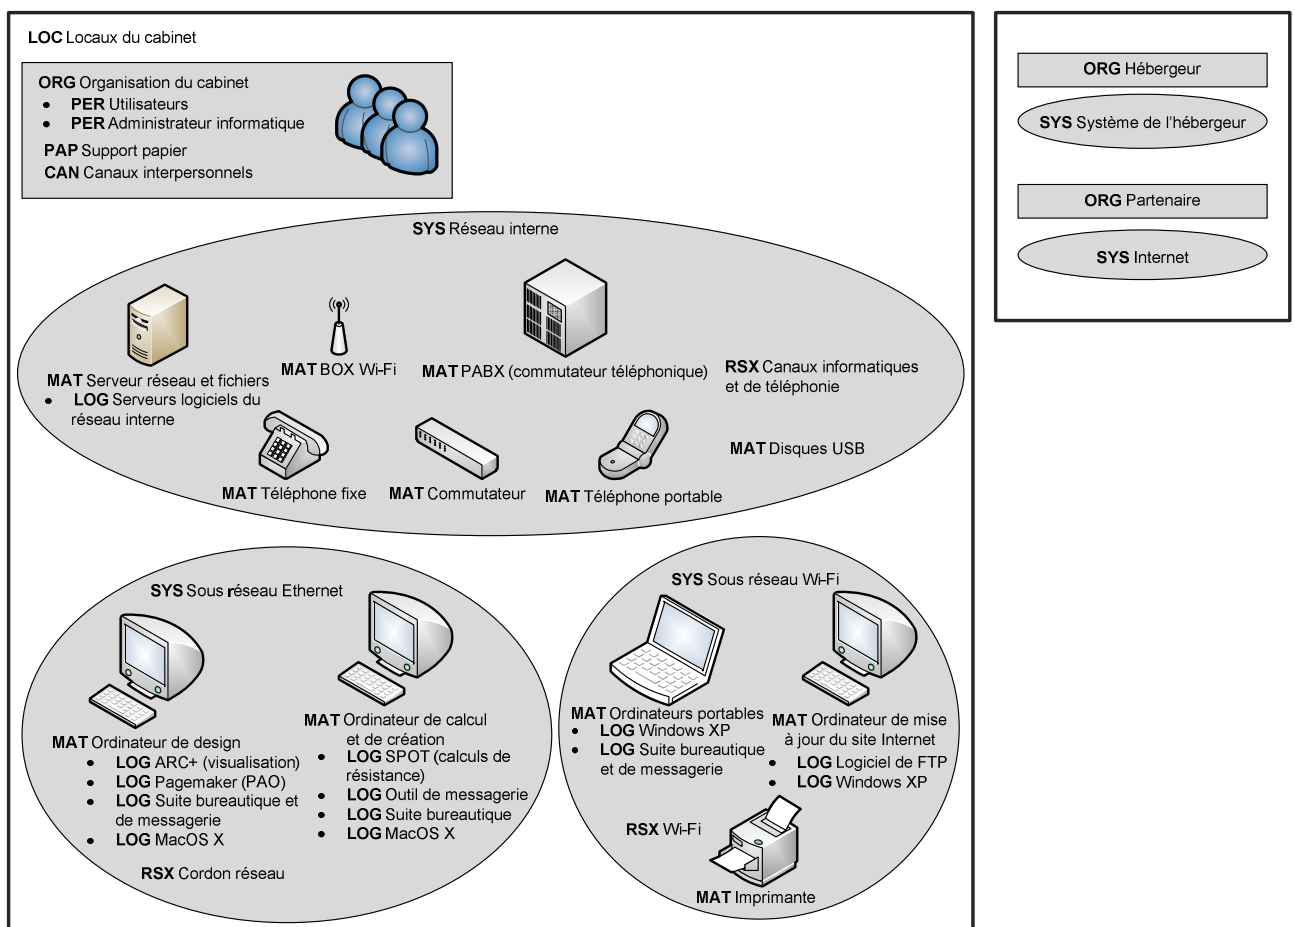 LOC Locaux du cabinet
ORG Organisation du cabinet
• PER Utilisateurs
• PER Administrateur informatique
PAP Support papier
CAN Canaux interpersonnels
SYS Réseau interne
MAT Serveur réseau et fichiers
• LOG Serveurs logiciels du
réseau interne
MAT BOX Wi-Fi
MAT PABX (commutateur téléphonique)
RSX Canaux informatiques
et de téléphonie
MAT Téléphone fixe
MAT Commutateur
MAT Téléphone portable
MAT Disques USB
SYS Sous réseau Ethernet
MAT Ordinateur de design
• LOG ARC+ (visualisation)
• LOG Pagemaker (PAO)
• LOG Suite bureautique et
de messagerie
• LOG MacOS X
MAT Ordinateur de calcul
et de création
• LOG SPOT (calculs de
résistance)
• LOG Outil de messagerie
• LOG Suite bureautique
• LOG MacOS X
RSX Cordon réseau
SYS Sous réseau Wi-Fi
MAT Ordinateurs portables
• LOG Windows XP
• LOG Suite bureautique
et de messagerie
MAT Ordinateur de mise
à jour du site Internet
• LOG Logiciel de FTP
• LOG Windows XP
RSX Wi-Fi
MAT Imprimante
ORG Hébergeur
SYS Système de l'hébergeur
ORG Partenaire
SYS Internet